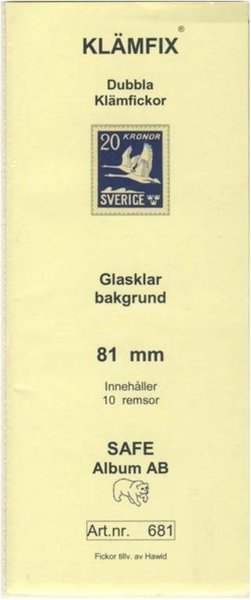 KLÄMFIX®
Dubbla
Klämfickor
20 KRONOR
SVERIGE
Glasklar
bakgrund
81 mm
Innehåller
10 remsor
SAFE
Album AB
Art.nr. 681
Fickor tillv. av Hawid